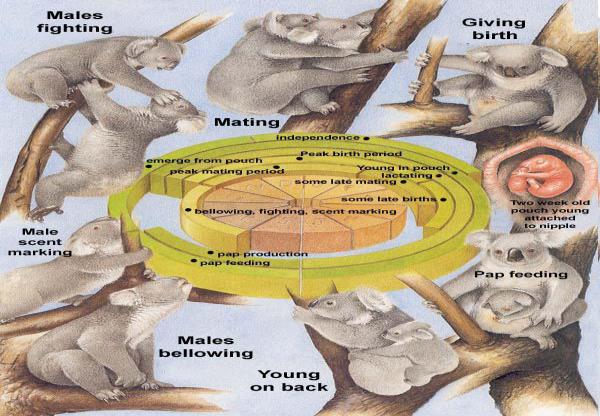 Males
fighting
Giving
birth
Mating
independence
Peak birth period
emerge from pouch
peak mating period
Young in pouch
lactating
some late mating
some late births
bellowing, fighting, scent marking
Two week old
pouch young
attached
to nipple
Male
scent
marking
pap production
pap feeding
Pap feeding
Males
bellowing
Young
on back